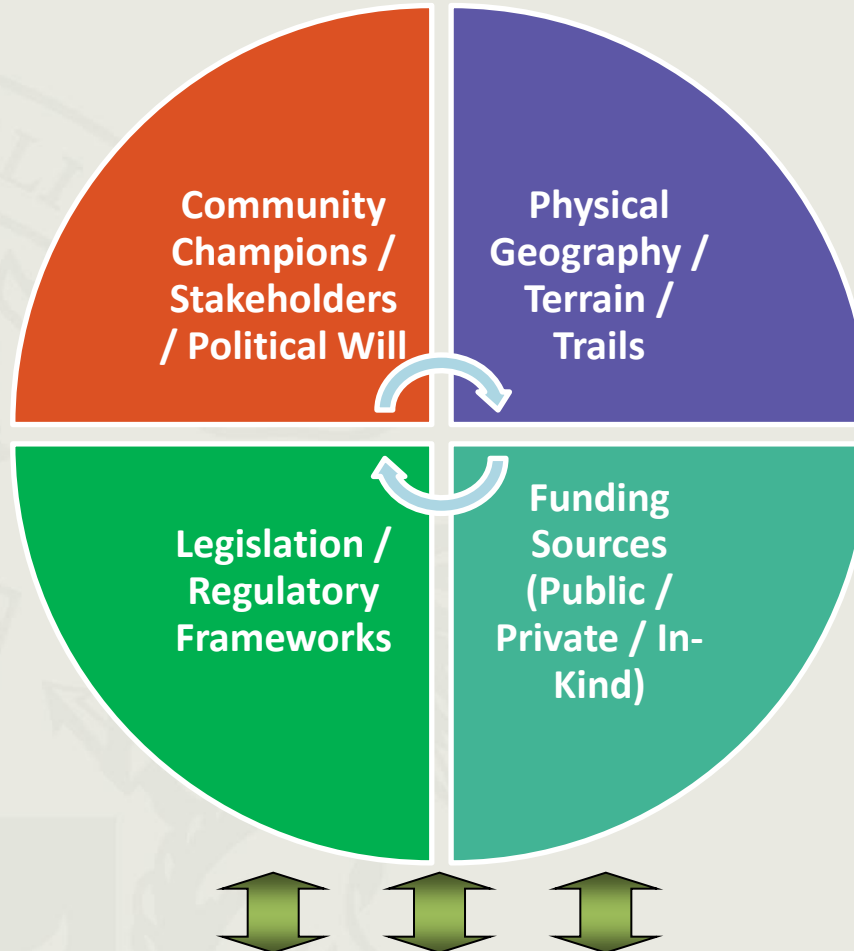 Community
Champions /
Stakeholders
/ Political Will
Physical
Geography /
Terrain /
Trails
Legislation /
Regulatory
Frameworks
Funding
Sources
(Public /
Private / In-
Kind)